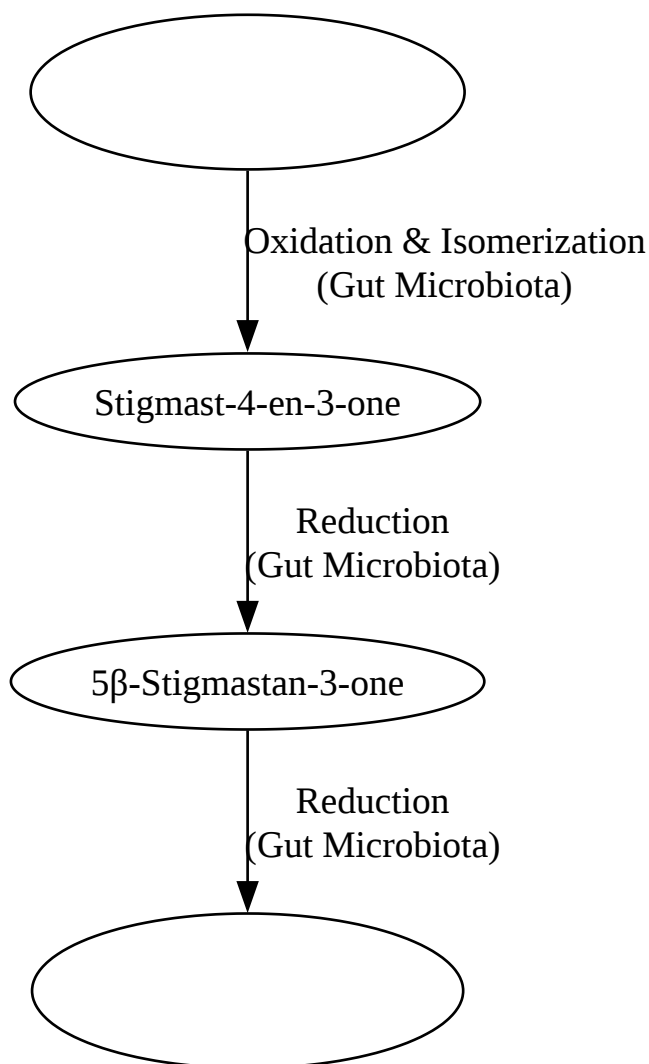 Oxidation & Isomerization
(Gut Microbiota)
Stigmast-4-en-3-one
Reduction
(Gut Microbiota)
5β-Stigmastan-3-one
Reduction
(Gut Microbiota)